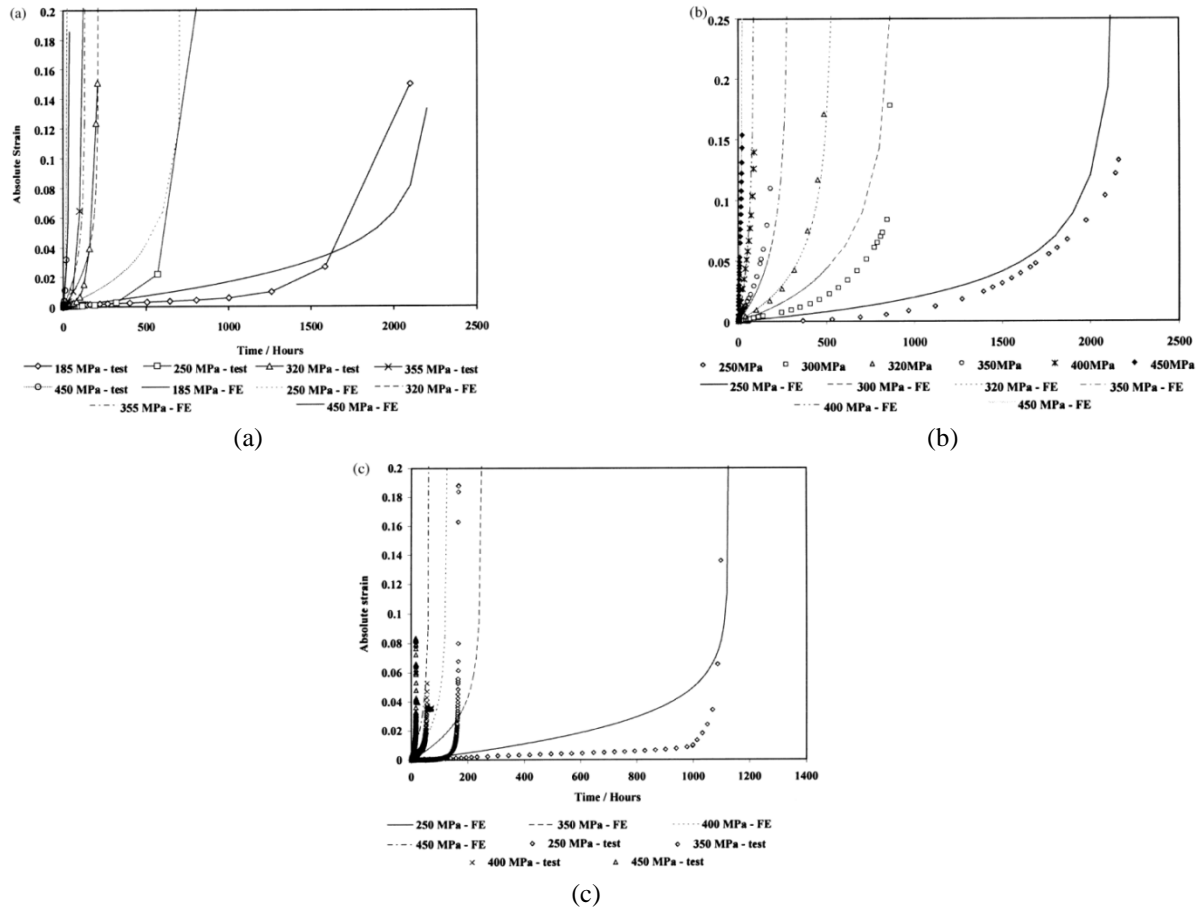 (a)
0.2
0.18
0.16
0.14
0.12
0.1
0.08
0.06
0.04
0.02
0
Absolute Strain
0 500 1000 1500 2000 2500
Time / Hours
185 MPa - test 250 MPa - test 320 MPa - test 355 MPa - test
450 MPa - test 185 MPa - FE 250 MPa - FE 320 MPa - FE
355 MPa - FE 450 MPa - FE
(a)
(b)
0.25
0.2
0.15
0.1
0.05
0
0 500 1000 1500 2000 2500
250MPa 300MPa 320MPa 350MPa 400MPa 450MPa
250 MPa - FE 300 MPa - FE 320 MPa - FE 350 MPa - FE
400 MPa - FE 450 MPa - FE
(b)
(c)
0.2
0.18
0.16
0.14
0.12
0.1
0.08
0.06
0.04
0.02
0
Absolute strain
0 200 400 600 800 1000 1200 1400
Time / Hours
250 MPa - FE 350 MPa - FE 400 MPa - FE
450 MPa - FE 250 MPa - test 350 MPa - test
400 MPa - test 450 MPa - test
(c)